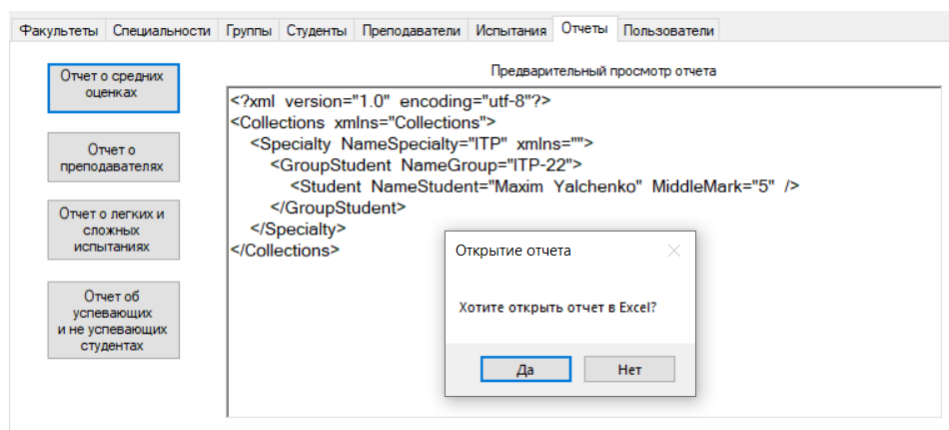 Факультеты Специальности Группы Студенты Преподаватели Испытания Отчеты Пользователи
Отчет о средних
оценках
Отчет о
преподавателях
Отчет о легких и
сложных
испытаниях
Отчет об
успевающих
и не успевающих
студентах
Предварительный просмотр отчета
<?xml version="1.0" encoding="utf-8"?>
<Collections xmlns="Collections">
<Specialty NameSpecialty="ITP" xmlns="">
<GroupStudent NameGroup="ITP-22">
<Student NameStudent="Maxim Yalchenko" MiddleMark="5" />
</GroupStudent>
</Specialty>
</Collections>
Открытие отчета
Хотите открыть отчет в Excel?
Да Нет